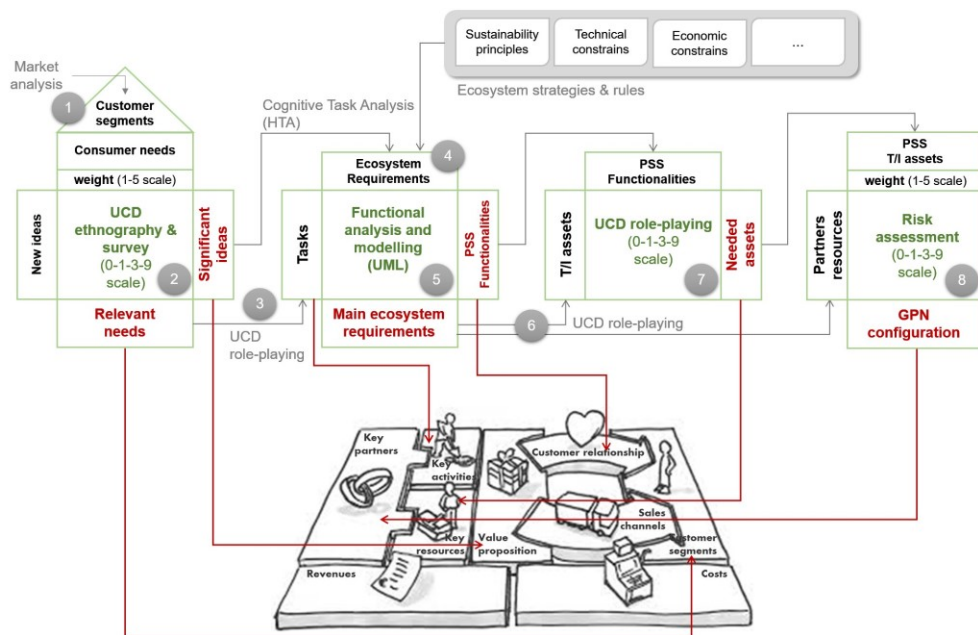 Sustainability
principles
Technical
constrains
Economic
constrains
...
Ecosystem strategies & rules
Market
analysis
1
Customer
segments
Consumer needs
weight (1-5 scale)
New ideas
UCD
ethnography &
survey
(0-1-3-9
scale)
2
Significant
ideas
Relevant
needs
Cognitive Task Analysis
(HTA)
3
UCD
role-playing
4
Ecosystem
Requirements
Tasks
Functional
analysis and
modelling
(UML)
5
PSS
Functionalities
Main ecosystem
requirements
6
UCD role-playing
PSS
Functionalities
T/I assets
UCD role-playing
(0-1-3-9
scale)
7
Needed
assets
PSS
T/I assets
weight (1-5 scale)
Partners
resources
Risk
assessment
(0-1-3-9
scale)
8
GPN
configuration
Key
partners
Key
activities
Customer relationship
Key
resources
Value
proposition
Sales
channels
Customer
segments
Revenues
Costs